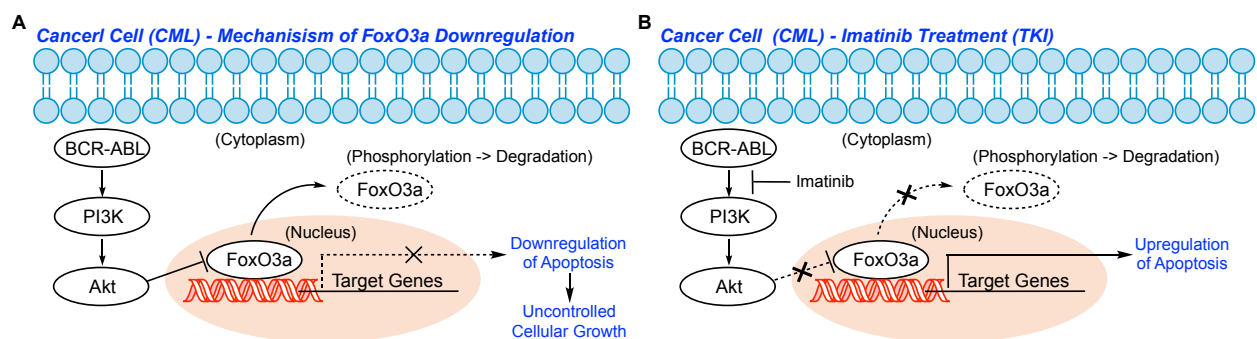 A
Cancerl Cell (CML) - Mechanisism of FoxO3a Downregulation
(Cytoplasm)
BCR-ABL
(Phosphorylation -> Degradation)
FoxO3a
PI3K
(Nucleus)
FoxO3a
Downregulation
of Apoptosis
Akt
Target Genes
Uncontrolled
Cellular Growth
B
Cancer Cell (CML) - Imatinib Treatment (TKI)
(Cytoplasm)
BCR-ABL
(Phosphorylation -> Degradation)
Imatinib
FoxO3a
PI3K
(Nucleus)
FoxO3a
Upregulation
of Apoptosis
Akt
Target Genes